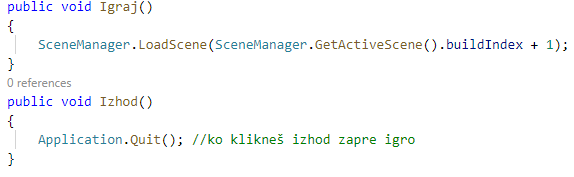 public void Igraj()
{
SceneManager.LoadScene(SceneManager.GetActiveScene().buildIndex + 1);
}
0 references
public void Izhod()
{
Application.Quit(); //ko klikneš izhod zapre igro
}